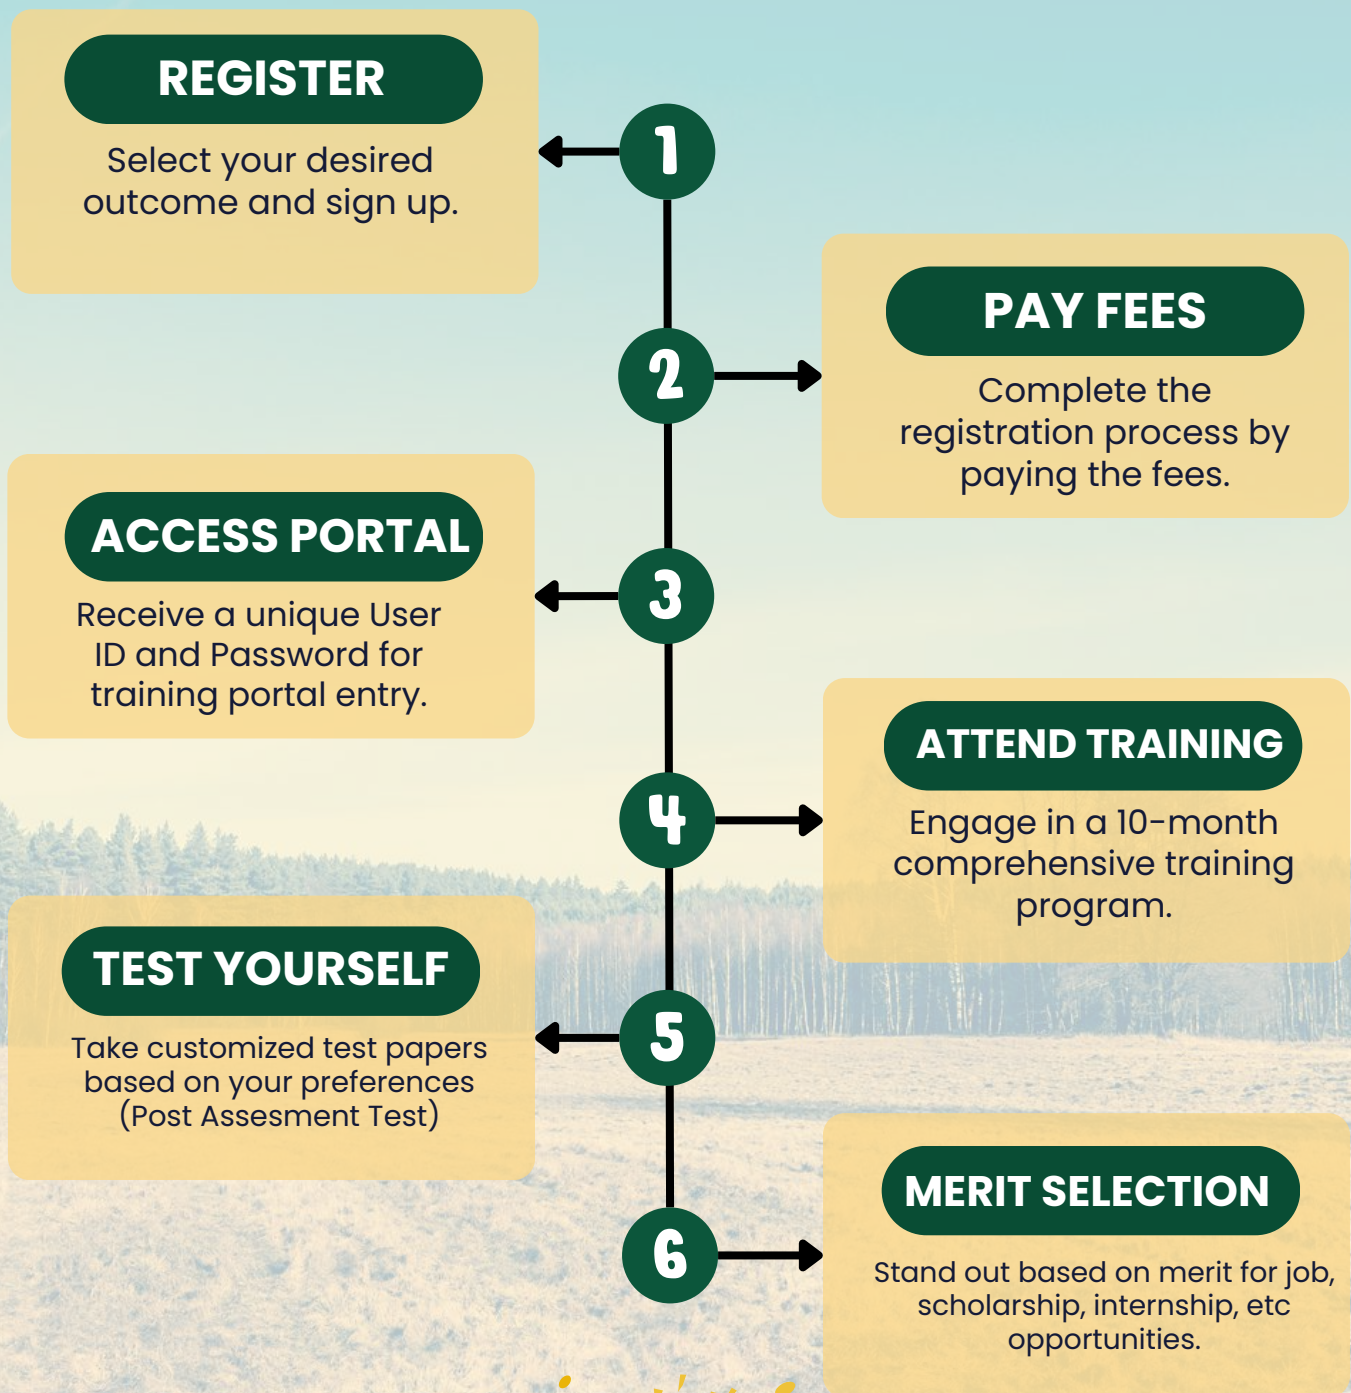 REGISTER
Select your desired
outcome and sign up.
1
2
PAY FEES
Complete the
registration process by
paying the fees.
ACCESS PORTAL
Receive a unique User
ID and Password for
training portal entry.
3
4
ATTEND TRAINING
Engage in a 10-month
comprehensive training
program.
TEST YOURSELF
Take customized test papers
based on your preferences
(Post Assesment Test)
5
6
MERIT SELECTION
Stand out based on merit for job,
scholarship, internship, etc
opportunities.